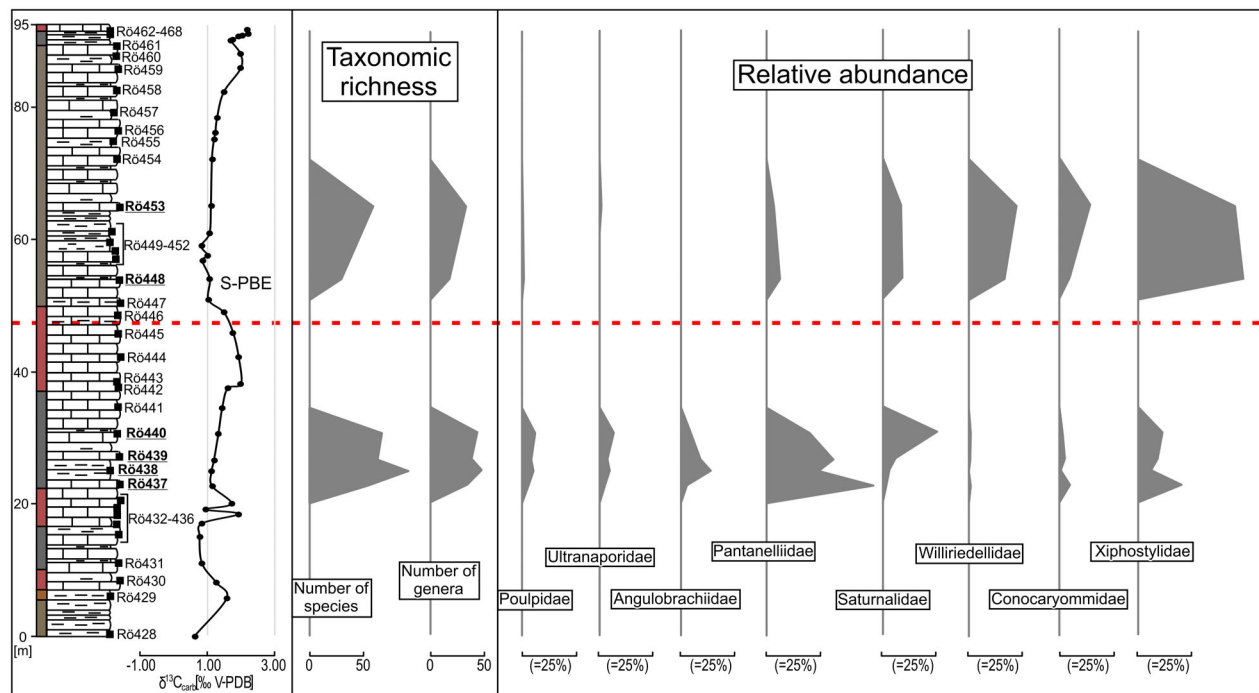 95
80
60
40
20
0
[m]
Rö462-468
Rö461
Rö460
Rö459
Rö458
Rö457
Rö456
Rö455
Rö454
Rö453
Rö449-452
Rö448
Rö447
Rö446
Rö445
Rö444
Rö443
Rö442
Rö441
Rö440
Rö439
Rö438
Rö437
Rö432-436
Rö431
Rö430
Rö429
Rö428
S-PBE
-1.00 1.00 3.00
δ13Ccarb[‰ V-PDB]
Taxonomic
richness
Number of
species
Number of
genera
0 50
0 50
Relative abundance
Poulpidae
Ultranaporidae
Angulobrachiidae
Pantanelliidae
Saturnalidae
Williriedellidae
Conocaryommidae
Xiphostylidae
(=25%) (=25%) (=25%) (=25%) (=25%) (=25%) (=25%) (=25%)